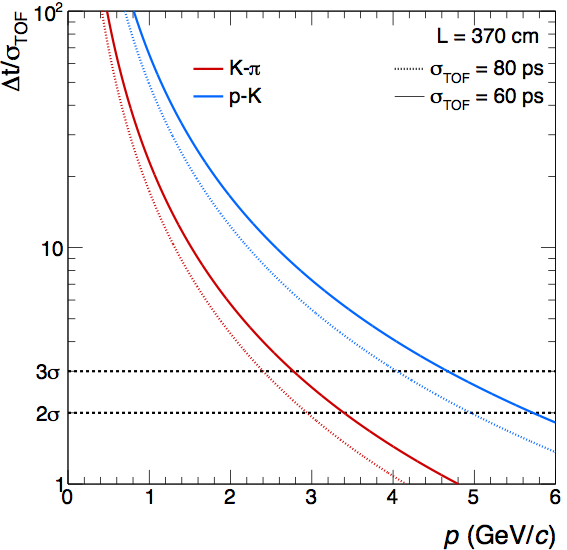 Δt/σTOF
10²
10
3σ
2σ
1
L = 370 cm
K-π
p-K
σTOF = 80 ps
σTOF = 60 ps
0 1 2 3 4 5 6
p (GeV/c)